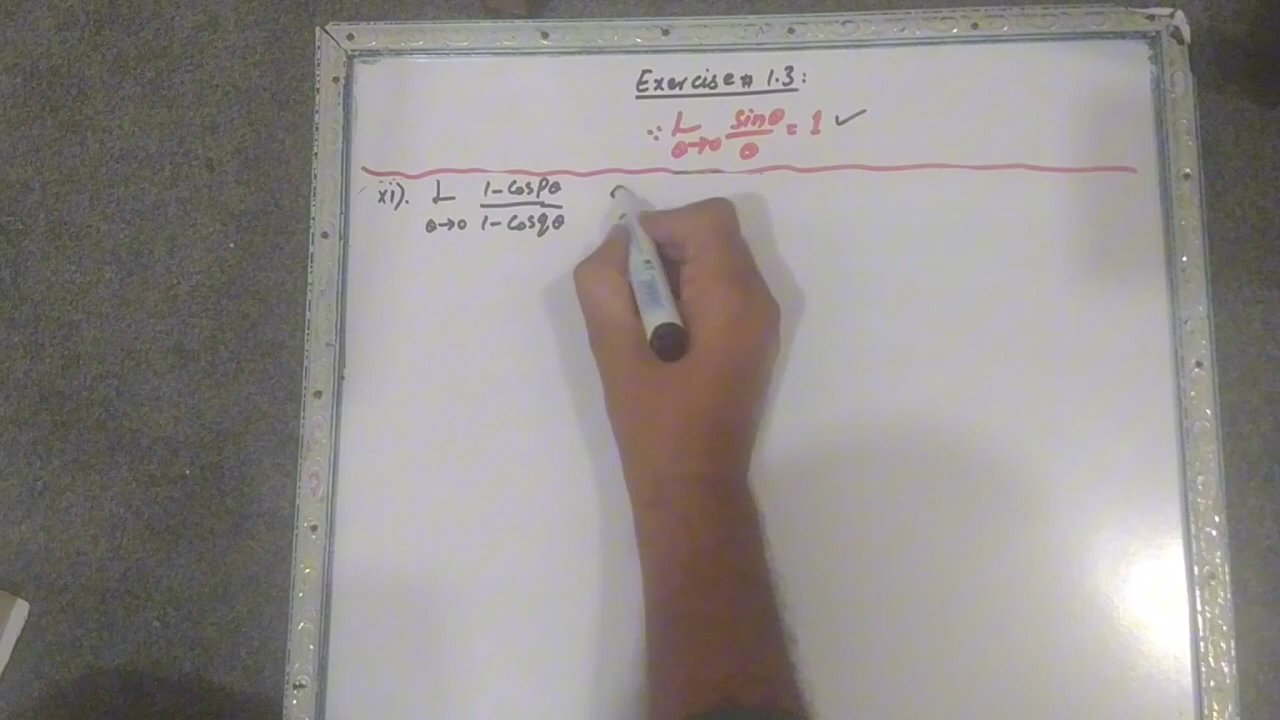 Exercise # 1.3:
∵ L sinθ/θ = 1 ✓
θ→0
xi). L 1-Cospθ/1-Cosqθ
θ→0